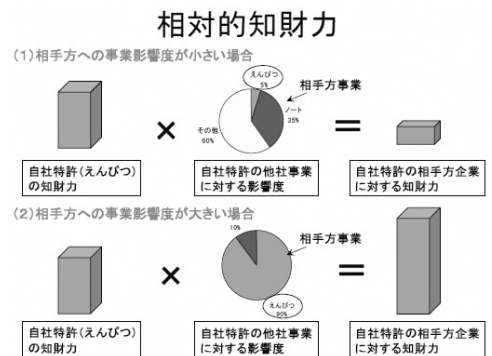 相対的知財力
(1)相手方への事業影響度が小さい場合
えんぴつ
5%
相手方事業
ノート
35%
その他
60%
×
＝
自社特許(えんぴつ)
の知財力
自社特許の他社事業
に対する影響度
自社特許の相手方企業
に対する知財力
(2)相手方への事業影響度が大きい場合
10%
相手方事業
×
＝
えんぴつ
90%
自社特許(えんぴつ)
の知財力
自社特許の他社事業
に対する影響度
自社特許の相手方企業
に対する知財力